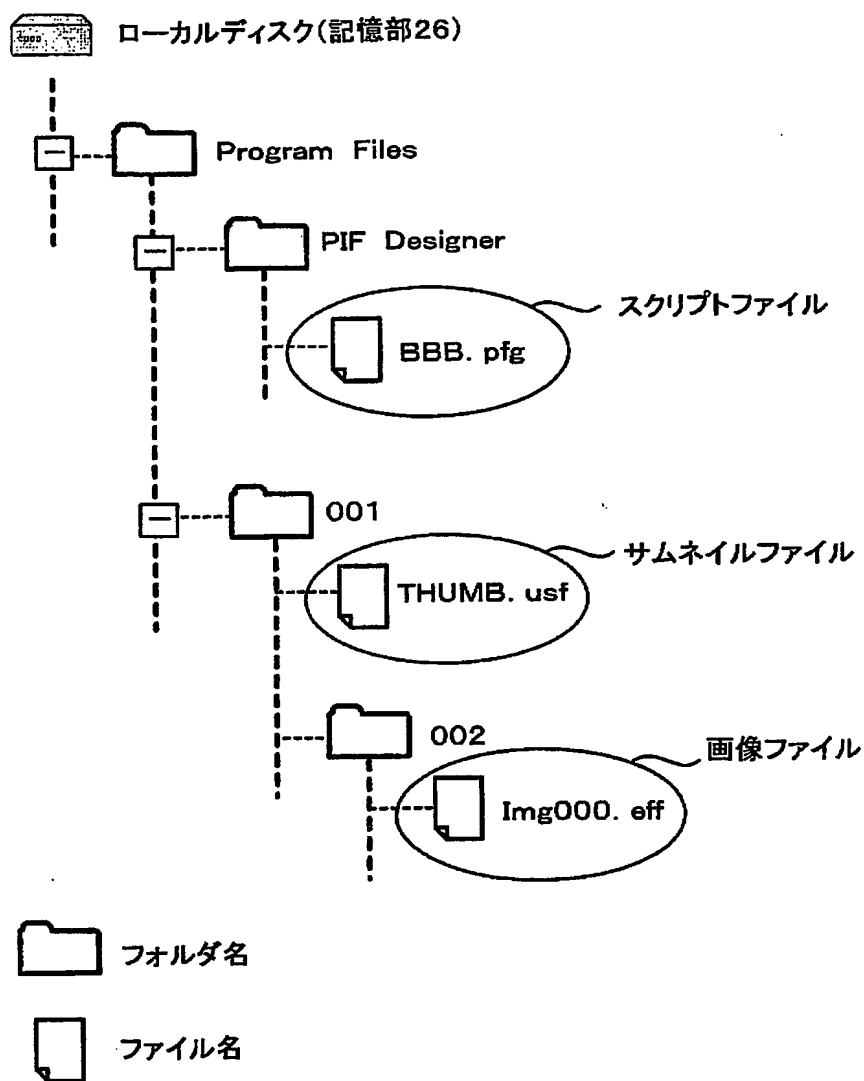 ローカルディスク(記憶部26)
Program Files
PIF Designer
スクリプトファイル
BBB. pfg
001
サムネイルファイル
THUMB. usf
002
画像ファイル
Img000. eff
フォルダ名
ファイル名